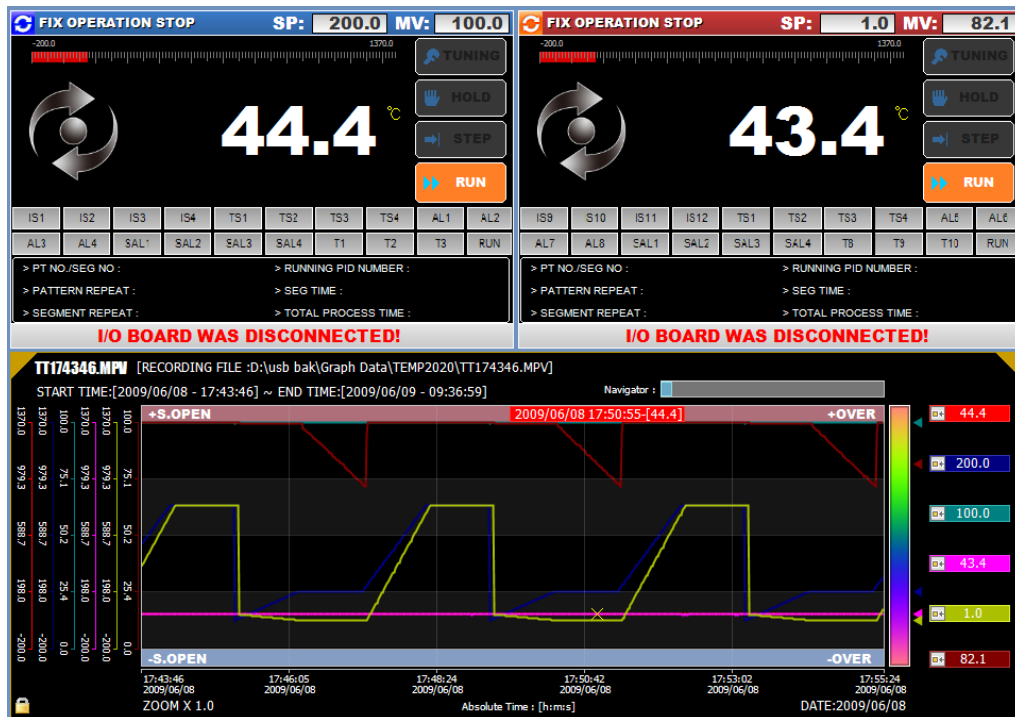 FIX OPERATION STOP SP: 200.0 MV: 100.0
-200.0 1370.0
TUNING
HOLD
44.4 °C
STEP
RUN
IS1 IS2 IS3 IS4 TS1 TS2 TS3 TS4 AL1 AL2
AL3 AL4 SAL1 SAL2 SAL3 SAL4 T1 T2 T3 RUN
> PT NO./SEG NO : > RUNNING PID NUMBER :
> PATTERN REPEAT : > SEG TIME :
> SEGMENT REPEAT : > TOTAL PROCESS TIME :
I/O BOARD WAS DISCONNECTED!
FIX OPERATION STOP SP: 1.0 MV: 82.1
-200.0 1370.0
TUNING
HOLD
43.4 °C
STEP
RUN
IS9 S10 IS11 IS12 TS1 TS2 TS3 TS4 AL5 AL6
AL7 AL8 SAL1 SAL2 SAL3 SAL4 T8 T9 T10 RUN
> PT NO./SEG NO : > RUNNING PID NUMBER :
> PATTERN REPEAT : > SEG TIME :
> SEGMENT REPEAT : > TOTAL PROCESS TIME :
I/O BOARD WAS DISCONNECTED!
TT174346.MPV [RECORDING FILE :D:\usb bak\Graph Data\TEMP2020\TT174346.MPV]
START TIME:[2009/06/08 - 17:43:46] ~ END TIME:[2009/06/09 - 09:36:59] Navigator :
+S.OPEN 2009/06/08 17:50:55-[44.4] +OVER
1370.0 1370.0 100.0 1370.0 1370.0 100.0
979.3 979.3 75.1 979.3 979.3 75.1
588.7 588.7 50.2 588.7 588.7 50.2
198.0 198.0 25.4 198.0 198.0 25.4
-200.0 -200.0 0.0 -200.0 -200.0 0.0
44.4
200.0
100.0
43.4
1.0
82.1
-S.OPEN -OVER
17:43:46 17:46:05 17:48:24 17:50:42 17:53:02 17:55:24
2009/06/08 2009/06/08 2009/06/08 2009/06/08 2009/06/08 2009/06/08
ZOOM X 1.0 Absolute Time : [h:m:s] DATE:2009/06/08